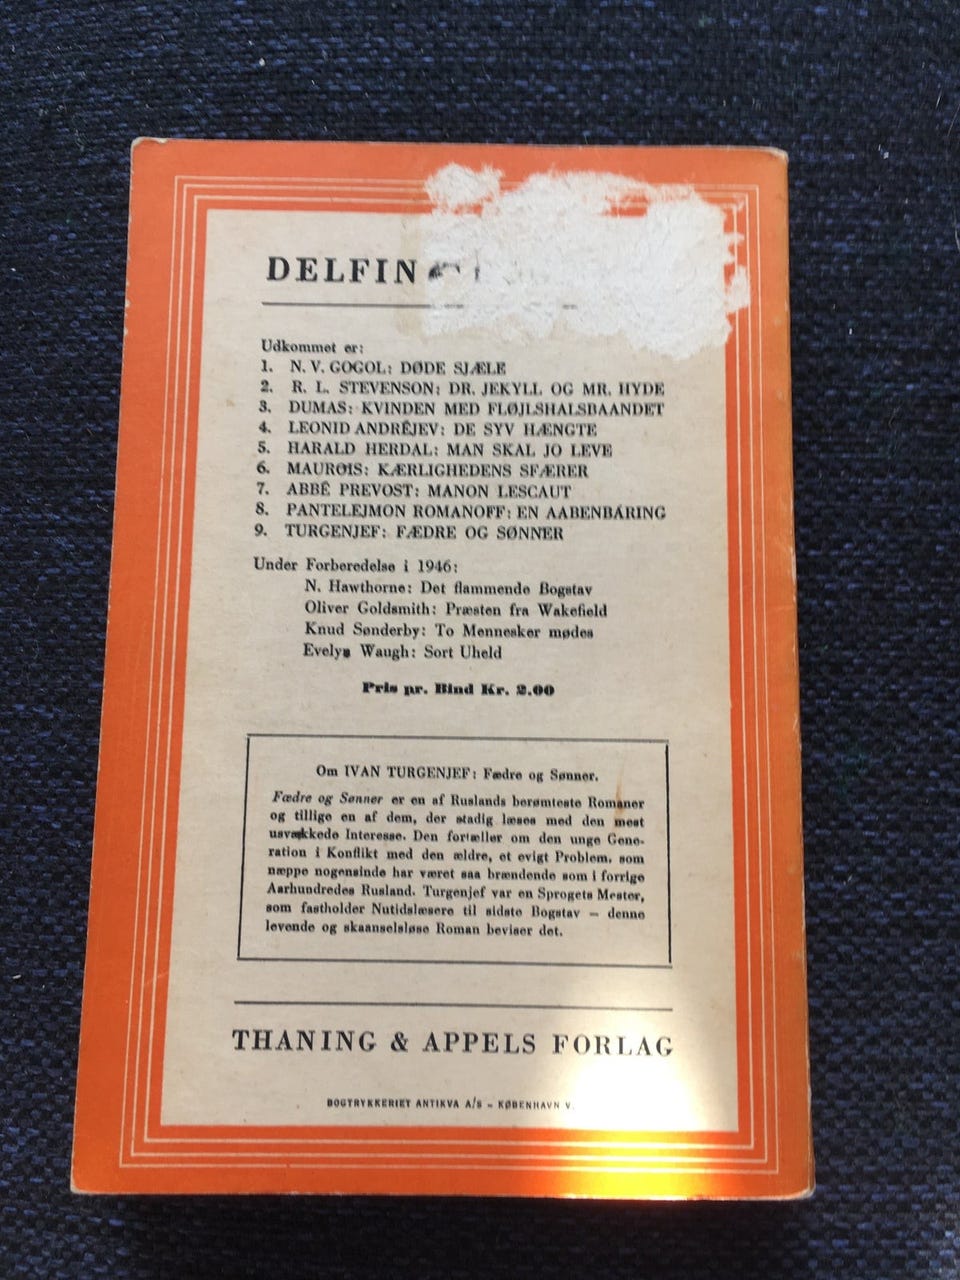 DELFIN
Udkommet er:
1. N. V. GOGOL: DØDE SJÆLE
2. R. L. STEVENSON: DR. JEKYLL OG MR. HYDE
3. DUMAS: KVINDEN MED FLØJLSHALSBAANDET
4. LEONID ANDRÊJEV: DE SYV HÆNGTE
5. HARALD HERDAL: MAN SKAL JO LEVE
6. MAUROIS: KÆRLIGHEDENS SFÆRER
7. ABBÉ PREVOST: MANON LESCAUT
8. PANTELEJMON ROMANOFF: EN AABENBARING
9. TURGENJEF: FÆDRE OG SØNNER
Under Forberedelse i 1946:
N. Hawthorne: Det flammende Bogstav
Oliver Goldsmith: Præsten fra Wakefield
Knud Sønderby: To Mennesker mødes
Evelyn Waugh: Sort Uheld
Pris pr. Bind Kr. 2.00
Om IVAN TURGENJEF: Fædre og Sønner.
Fædre og Sønner er en af Ruslands berømteste Romaner
og tillige en af dem, der stadig læses med den mest
usvækkede Interesse. Den fortæller om den unge Gene-
ration i Konflikt med den ældre, et evigt Problem, som
næppe nogensinde har været saa brændende som i forrige
Aarhundredes Rusland. Turgenjef var en Sprogets Mester,
som fastholder Nutidslæsere til sidste Bogstav – denne
levende og skaanselsløse Roman beviser det.
THANING & APPELS FORLAG
BOGTRYKKERIET ANTIKVA A/S – KØBENHAVN V.